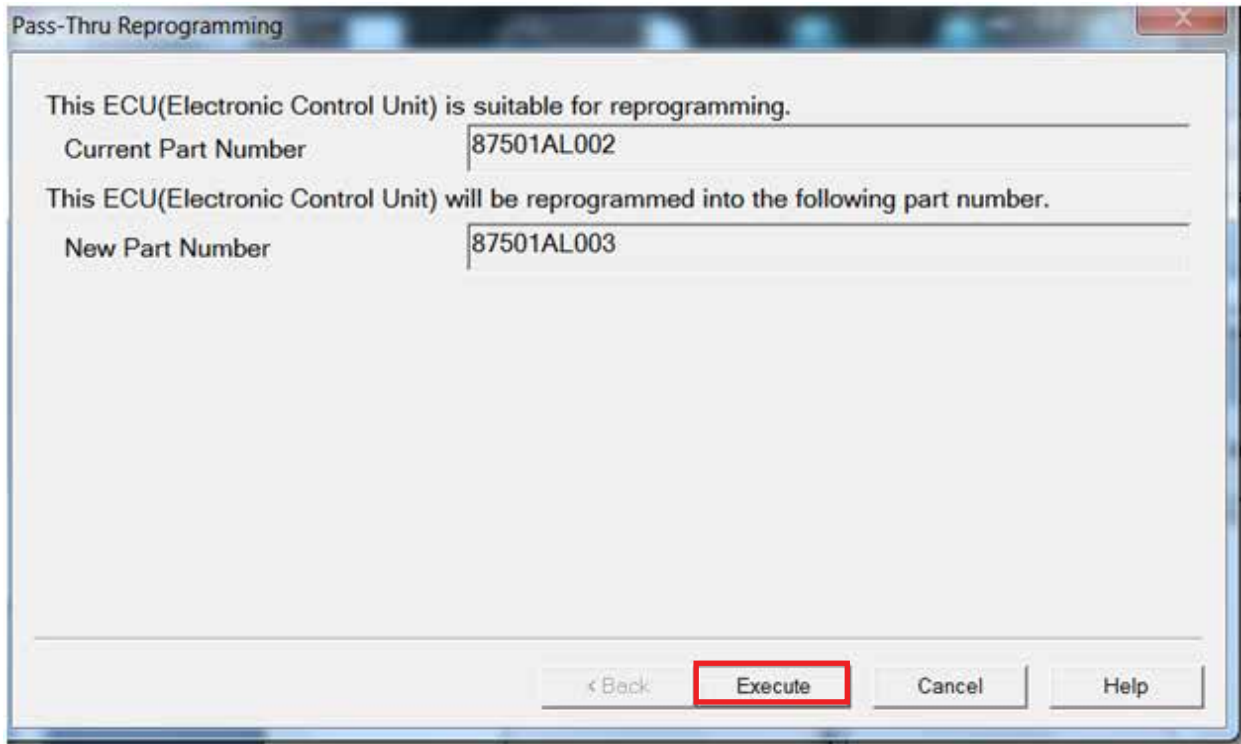 Pass-Thru Reprogramming
This ECU(Electronic Control Unit) is suitable for reprogramming.
Current Part Number 87501AL002
This ECU(Electronic Control Unit) will be reprogrammed into the following part number.
New Part Number 87501AL003
< Back Execute Cancel Help